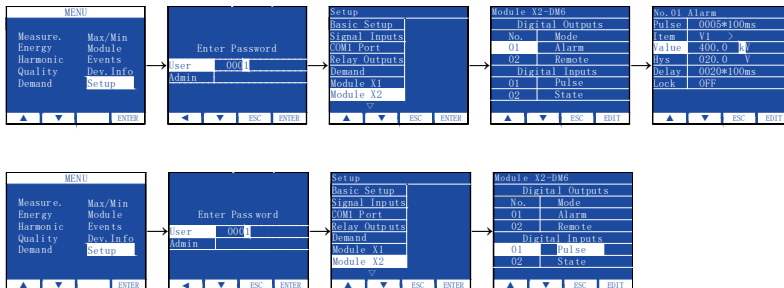 MENU
Measure. Max/Min
Energy Module
Harmonic Events
Quality Dev.Info
Demand Setup
▲ ▼ ENTER
Enter Password
User 0001
Admin
◀ ▼ ESC ENTER
Setup
Basic Setup
Signal Inputs
COM1 Port
Relay Outputs
Demand
Module X1
Module X2
▽
▲ ▼ ESC ENTER
Module X2-DM6
Digital Outputs
No. Mode
01 Alarm
02 Remote
Digital Inputs
01 Pulse
02 State
▲ ▼ ESC EDIT
No.01 Alarm
Pulse 0005*100ms
Item V1 >
Value 400.0 kV
Hys 020.0 V
Delay 0020*100ms
Lock OFF
▲ ▼ ESC EDIT
MENU
Measure. Max/Min
Energy Module
Harmonic Events
Quality Dev.Info
Demand Setup
▲ ▼ ENTER
Enter Password
User 0001
Admin
◀ ▼ ESC ENTER
Setup
Basic Setup
Signal Inputs
COM1 Port
Relay Outputs
Demand
Module X1
Module X2
▽
▲ ▼ ESC ENTER
Module X2-DM6
Digital Outputs
No. Mode
01 Alarm
02 Remote
Digital Inputs
01 Pulse
02 State
▲ ▼ ESC EDIT